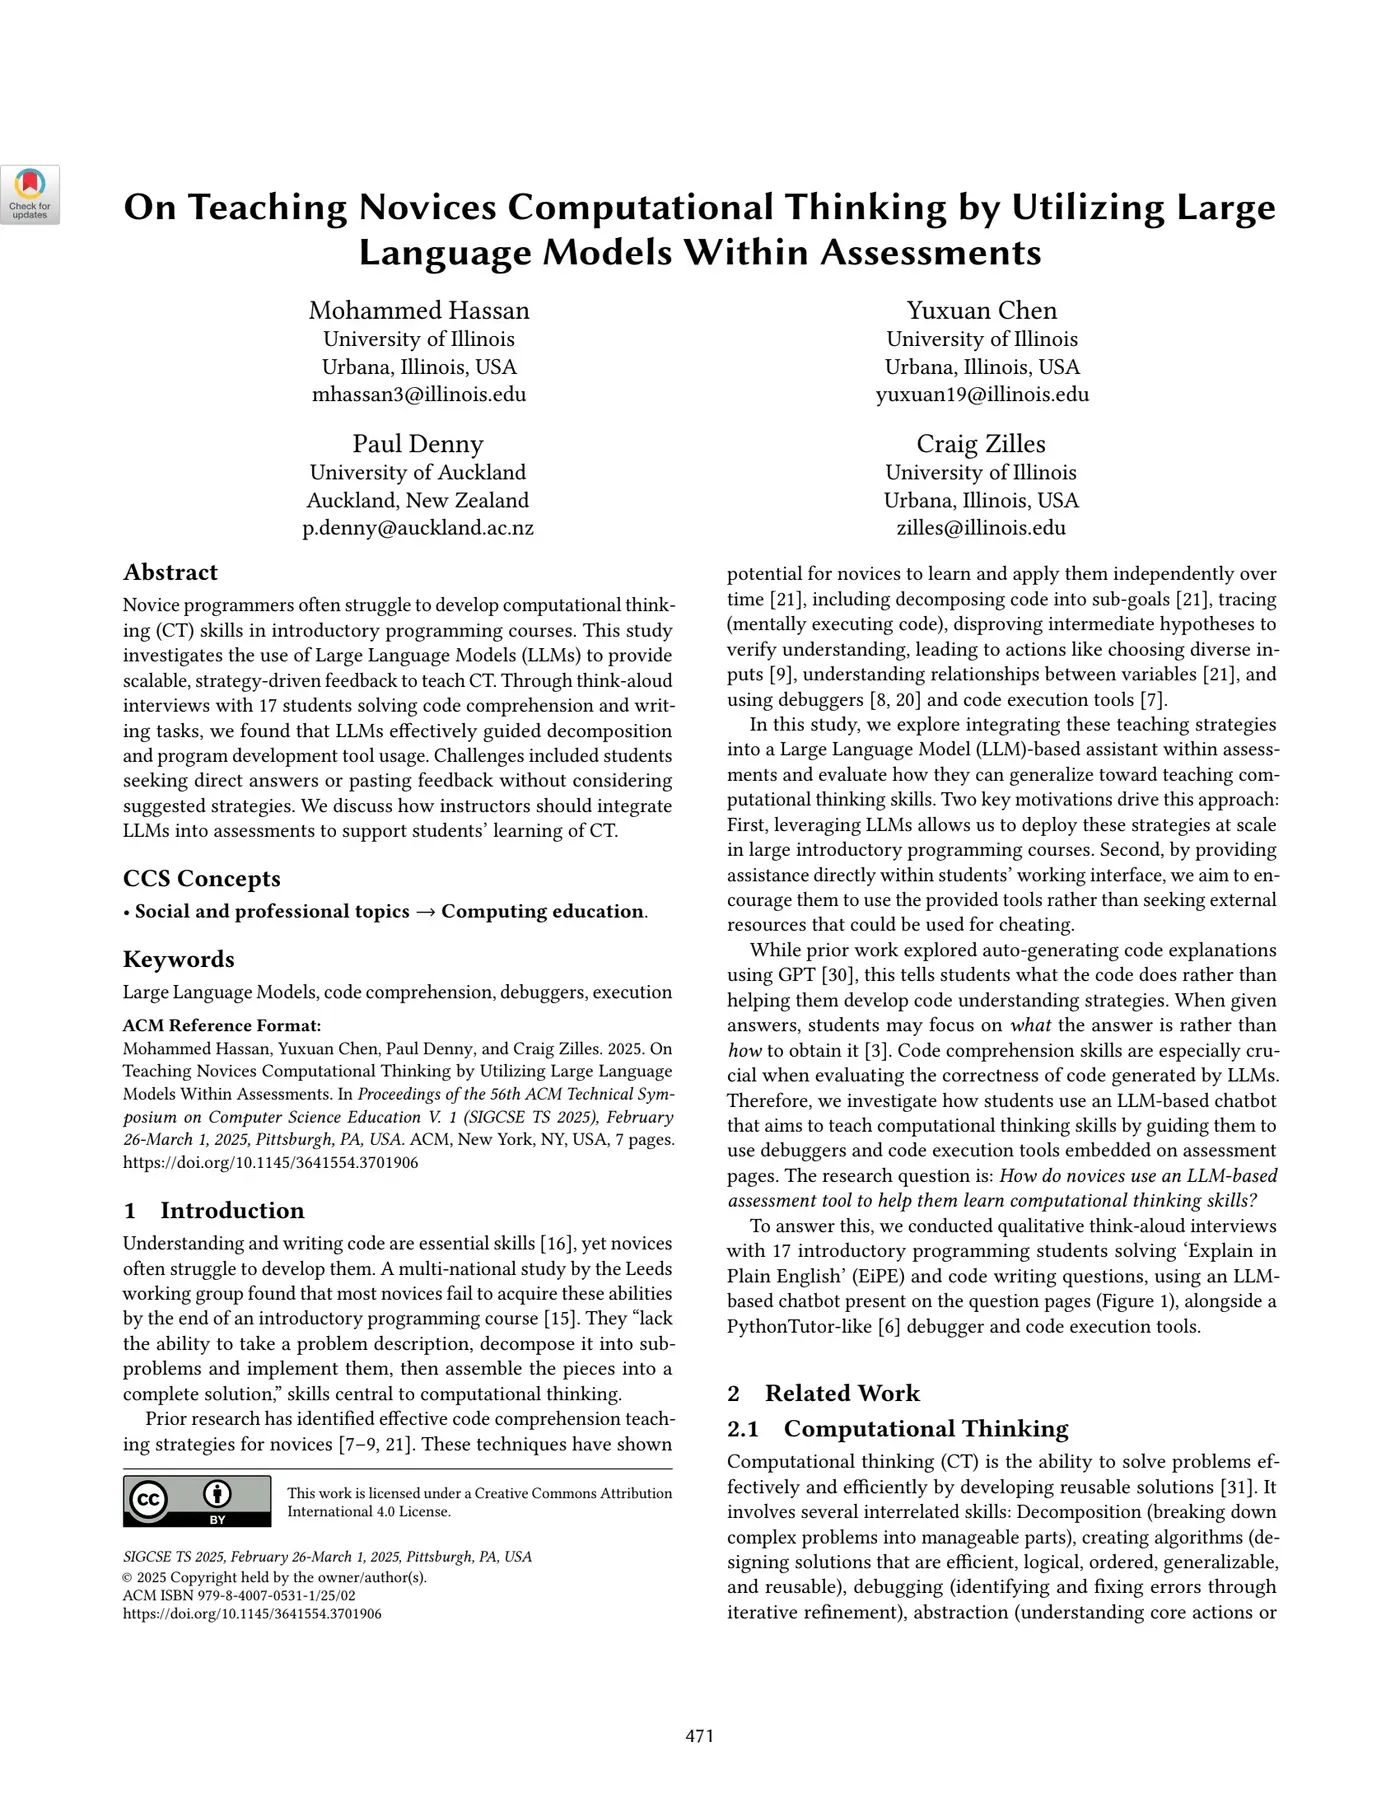 Check for
updates
On Teaching Novices Computational Thinking by Utilizing Large
Language Models Within Assessments
Mohammed Hassan
University of Illinois
Urbana, Illinois, USA
mhassan3@illinois.edu
Yuxuan Chen
University of Illinois
Urbana, Illinois, USA
yuxuan19@illinois.edu
Paul Denny
University of Auckland
Auckland, New Zealand
p.denny@auckland.ac.nz
Craig Zilles
University of Illinois
Urbana, Illinois, USA
zilles@illinois.edu
Abstract
Novice programmers often struggle to develop computational think-
ing (CT) skills in introductory programming courses. This study
investigates the use of Large Language Models (LLMs) to provide
scalable, strategy-driven feedback to teach CT. Through think-aloud
interviews with 17 students solving code comprehension and writ-
ing tasks, we found that LLMs effectively guided decomposition
and program development tool usage. Challenges included students
seeking direct answers or pasting feedback without considering
suggested strategies. We discuss how instructors should integrate
LLMs into assessments to support students' learning of CT.
CCS Concepts
• Social and professional topics → Computing education.
Keywords
Large Language Models, code comprehension, debuggers, execution
ACM Reference Format:
Mohammed Hassan, Yuxuan Chen, Paul Denny, and Craig Zilles. 2025. On
Teaching Novices Computational Thinking by Utilizing Large Language
Models Within Assessments. In Proceedings of the 56th ACM Technical Sym-
posium on Computer Science Education V. 1 (SIGCSE TS 2025), February
26-March 1, 2025, Pittsburgh, PA, USA. ACM, New York, NY, USA, 7 pages.
https://doi.org/10.1145/3641554.3701906
1 Introduction
Understanding and writing code are essential skills [16], yet novices
often struggle to develop them. A multi-national study by the Leeds
working group found that most novices fail to acquire these abilities
by the end of an introductory programming course [15]. They “lack
the ability to take a problem description, decompose it into sub-
problems and implement them, then assemble the pieces into a
complete solution,” skills central to computational thinking.
Prior research has identified effective code comprehension teach-
ing strategies for novices [7–9, 21]. These techniques have shown
CC
BY
This work is licensed under a Creative Commons Attribution
International 4.0 License.
SIGCSE TS 2025, February 26-March 1, 2025, Pittsburgh, PA, USA
© 2025 Copyright held by the owner/author(s).
ACM ISBN 979-8-4007-0531-1/25/02
https://doi.org/10.1145/3641554.3701906
potential for novices to learn and apply them independently over
time [21], including decomposing code into sub-goals [21], tracing
(mentally executing code), disproving intermediate hypotheses to
verify understanding, leading to actions like choosing diverse in-
puts [9], understanding relationships between variables [21], and
using debuggers [8, 20] and code execution tools [7].
In this study, we explore integrating these teaching strategies
into a Large Language Model (LLM)-based assistant within assess-
ments and evaluate how they can generalize toward teaching com-
putational thinking skills. Two key motivations drive this approach:
First, leveraging LLMs allows us to deploy these strategies at scale
in large introductory programming courses. Second, by providing
assistance directly within students' working interface, we aim to en-
courage them to use the provided tools rather than seeking external
resources that could be used for cheating.
While prior work explored auto-generating code explanations
using GPT [30], this tells students what the code does rather than
helping them develop code understanding strategies. When given
answers, students may focus on what the answer is rather than
how to obtain it [3]. Code comprehension skills are especially cru-
cial when evaluating the correctness of code generated by LLMs.
Therefore, we investigate how students use an LLM-based chatbot
that aims to teach computational thinking skills by guiding them to
use debuggers and code execution tools embedded on assessment
pages. The research question is: How do novices use an LLM-based
assessment tool to help them learn computational thinking skills?
To answer this, we conducted qualitative think-aloud interviews
with 17 introductory programming students solving ‘Explain in
Plain English’ (EiPE) and code writing questions, using an LLM-
based chatbot present on the question pages (Figure 1), alongside a
PythonTutor-like [6] debugger and code execution tools.
2 Related Work
2.1 Computational Thinking
Computational thinking (CT) is the ability to solve problems ef-
fectively and efficiently by developing reusable solutions [31]. It
involves several interrelated skills: Decomposition (breaking down
complex problems into manageable parts), creating algorithms (de-
signing solutions that are efficient, logical, ordered, generalizable,
and reusable), debugging (identifying and fixing errors through
iterative refinement), abstraction (understanding core actions or
471